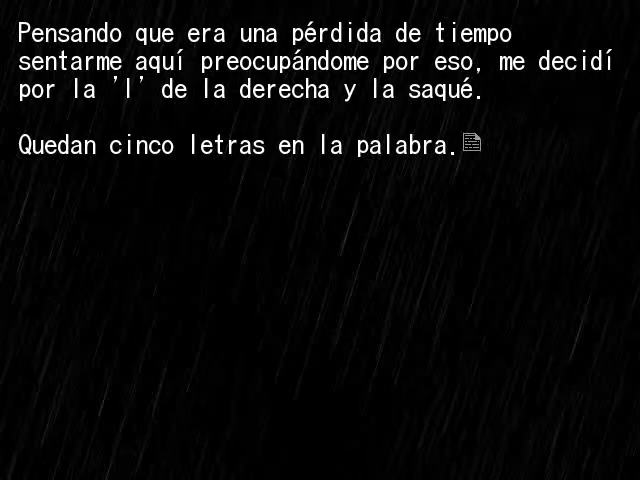 Pensando que era una pérdida de tiempo
sentarme aquí preocupándome por eso, me decidí
por la 'l' de la derecha y la saqué.
Quedan cinco letras en la palabra.